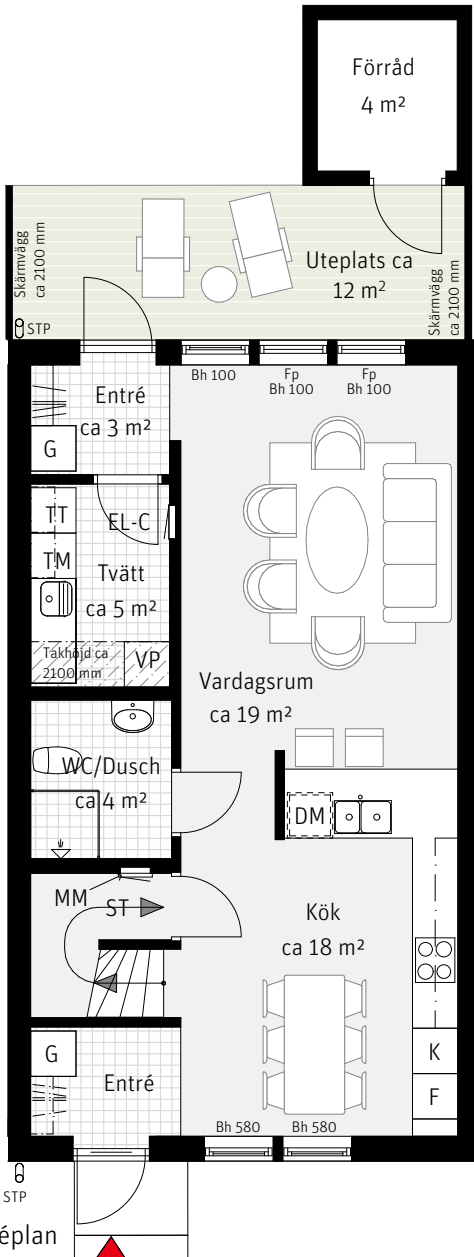 Förråd
4 m²
Skärmvägg
ca 2100 mm
Uteplats ca
12 m²
Skärmvägg
ca 2100 mm
STP
Bh 100
Fp
Bh 100
Fp
Bh 100
Entré
ca 3 m²
G
TT
EL-C
TM
Tvätt
ca 5 m²
Takhöjd ca
2100 mm
VP
Vardagsrum
ca 19 m²
WC/Dusch
ca 4 m²
DM
MM
ST
Kök
ca 18 m²
K
F
G
Entré
Bh 580
Bh 580
STP
éplan